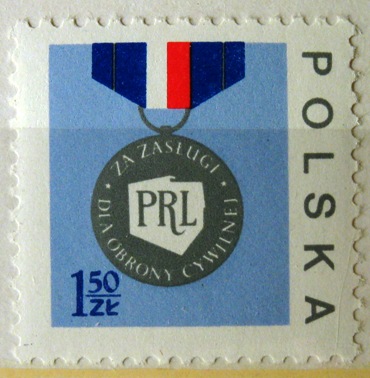 POLSKA
ZA ZASŁUGI
DLA OBRONY CYWILNEJ
PRL
1 50
ZŁ